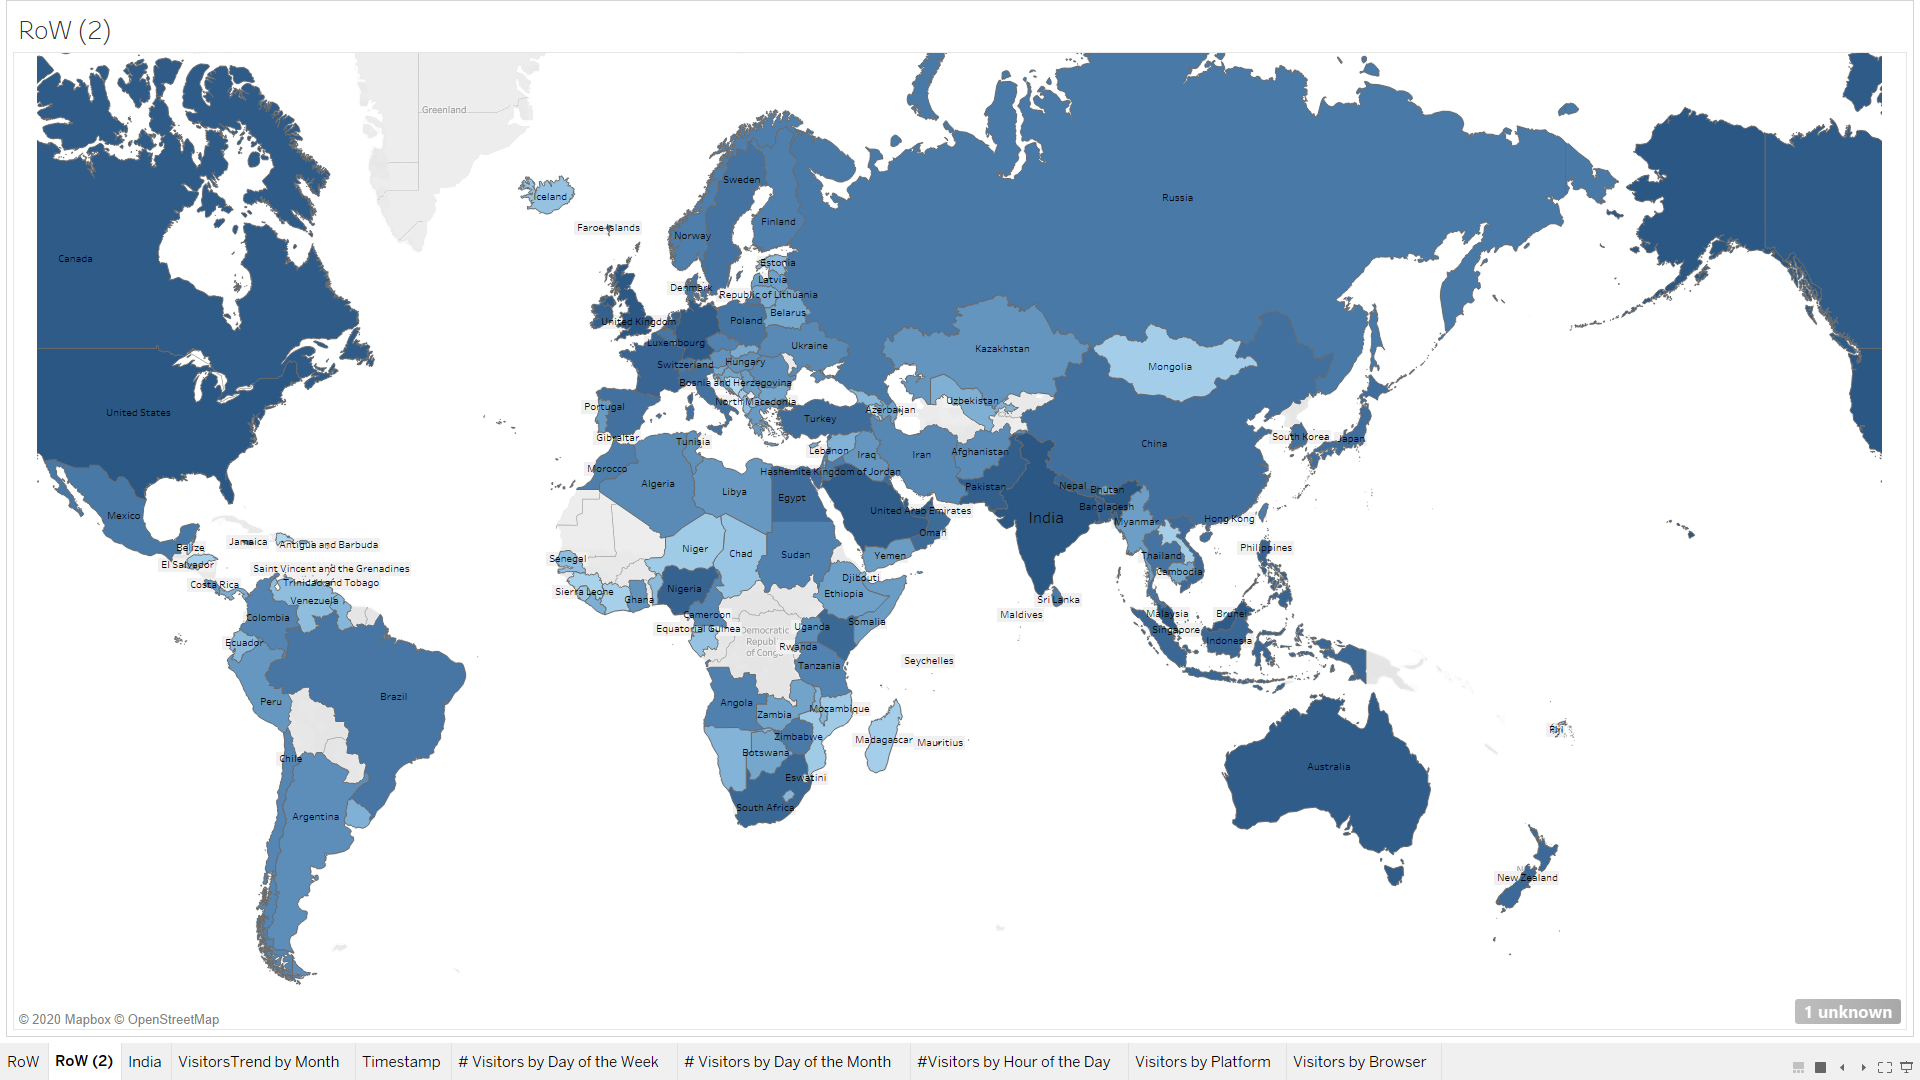 RoW (2)
Greenland
Iceland
Sweden
Russia
Faroe Islands
Finland
Norway
Canada
Estonia
Latvia
Denmark
Republic of Lithuania
Belarus
United Kingdom
Poland
Luxembourg
Ukraine
Kazakhstan
Switzerland
Hungary
Mongolia
Bosnia and Herzegovina
North Macedonia
Uzbekistan
Portugal
Azerbaijan
United States
Turkey
Gibraltar
Tunisia
China
South Korea
Japan
Lebanon
Iraq
Iran
Afghanistan
Morocco
Hashemite Kingdom of Jordan
Algeria
Libya
Egypt
Pakistan
Nepal
Bhutan
Bangladesh
Mexico
United Arab Emirates
India
Myanmar
Hong Kong
Oman
Jamaica
Antigua and Barbuda
Belize
Niger
Chad
Sudan
Yemen
Thailand
Philippines
El Salvador
Senegal
Saint Vincent and the Grenadines
Cambodia
Costa Rica
Trinidad and Tobago
Djibouti
Venezuela
Sierra Leone
Ghana
Nigeria
Ethiopia
Sri Lanka
Maldives
Colombia
Cameroon
Malaysia
Brunei
Equatorial Guinea
Democratic
Republic
of Congo
Uganda
Somalia
Singapore
Indonesia
Ecuador
Rwanda
Seychelles
Tanzania
Brazil
Peru
Angola
Zambia
Mozambique
Fiji
Zimbabwe
Madagascar
Mauritius
Botswana
Chile
Australia
Eswatini
South Africa
Argentina
New Zealand
© 2020 Mapbox © OpenStreetMap
1 unknown
RoW
RoW (2)
India
VisitorsTrend by Month
Timestamp
# Visitors by Day of the Week
# Visitors by Day of the Month
#Visitors by Hour of the Day
Visitors by Platform
Visitors by Browser